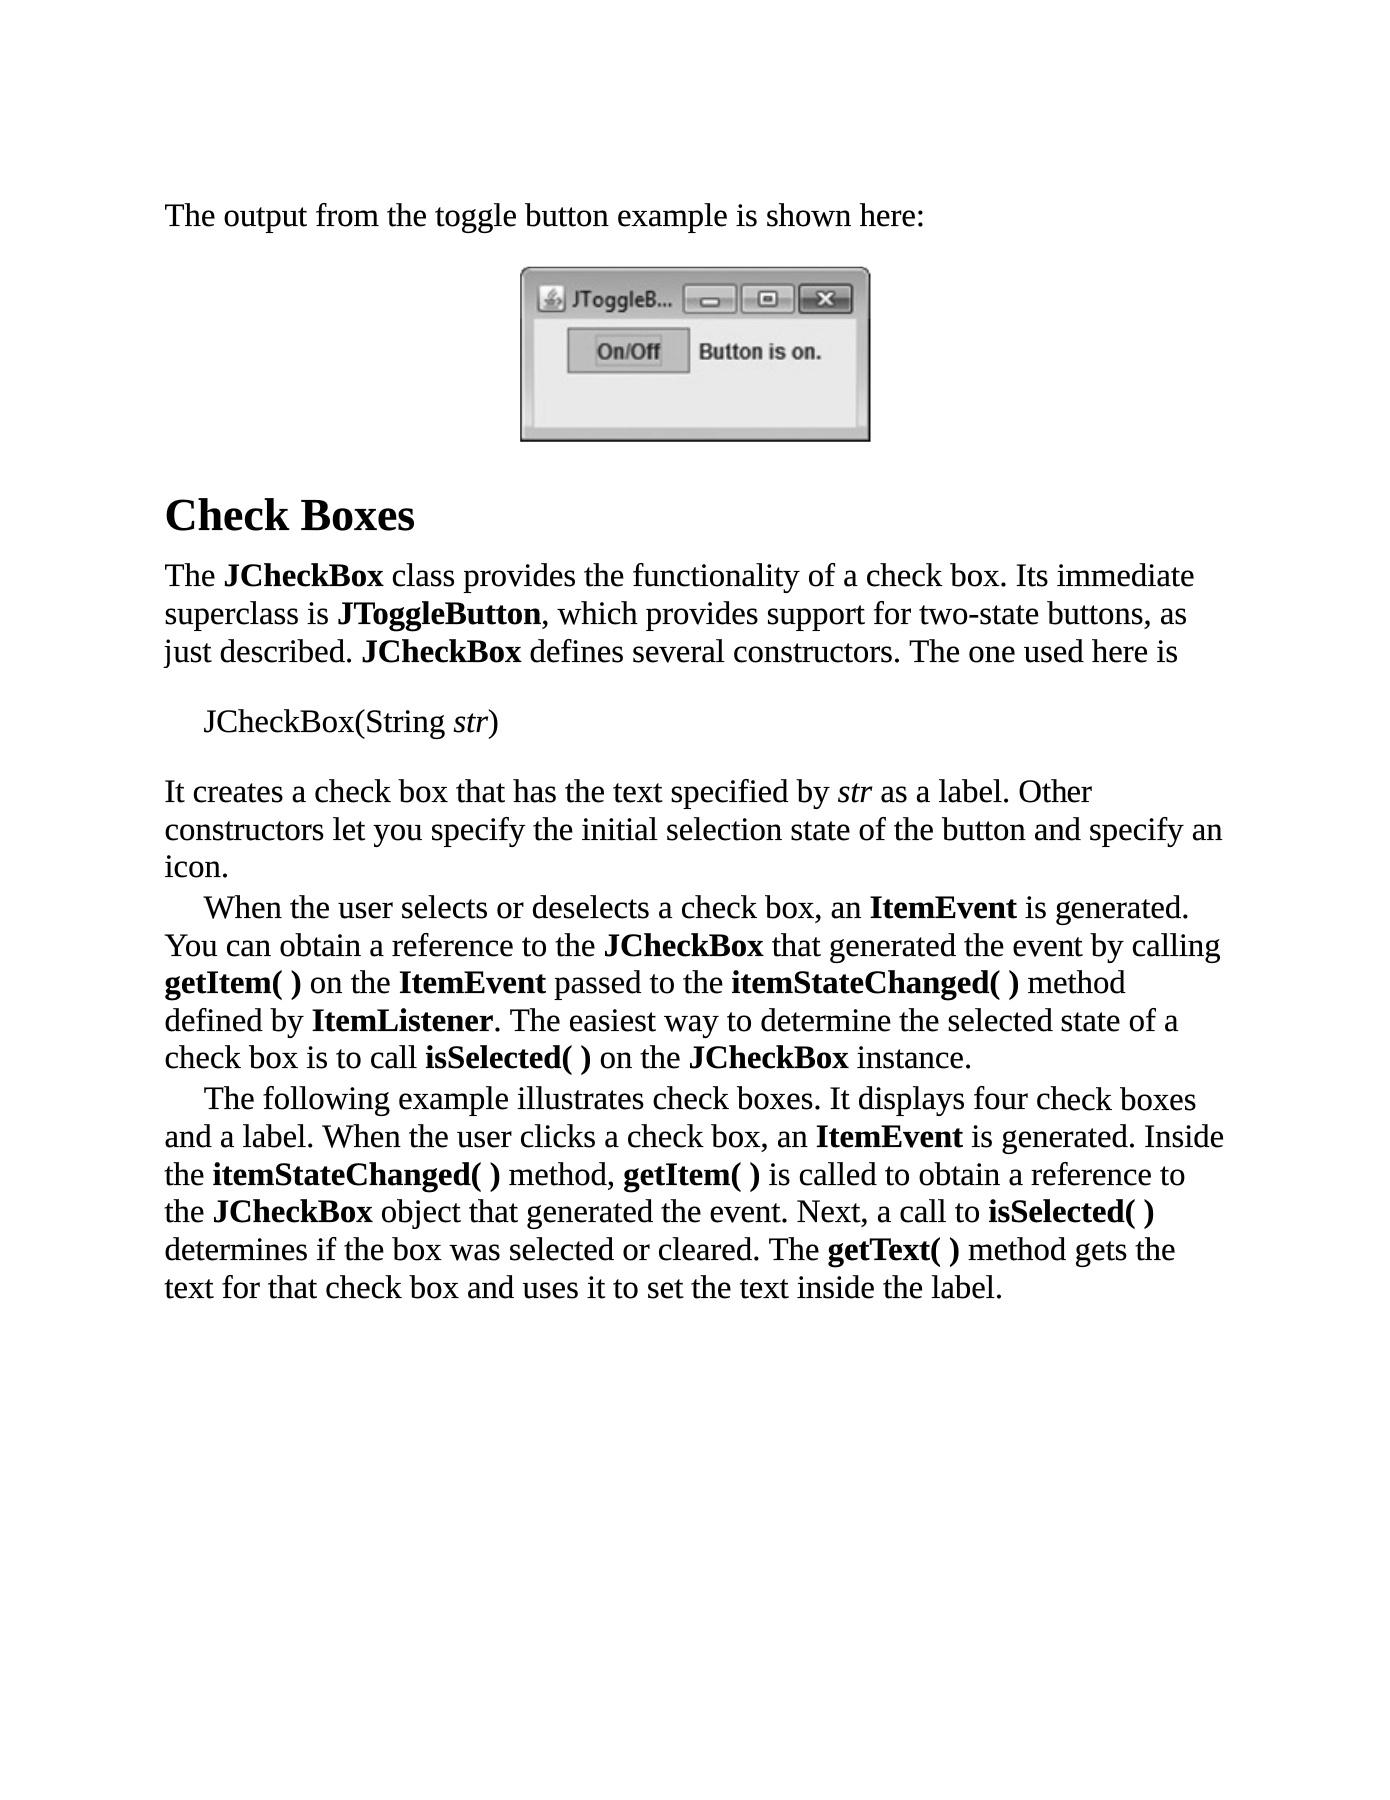 The output from the toggle button example is shown here:
JToggleB...
On/Off Button is on.
Check Boxes
The JCheckBox class provides the functionality of a check box. Its immediate
superclass is JToggleButton, which provides support for two-state buttons, as
just described. JCheckBox defines several constructors. The one used here is
JCheckBox(String str)
It creates a check box that has the text specified by str as a label. Other
constructors let you specify the initial selection state of the button and specify an
icon.
When the user selects or deselects a check box, an ItemEvent is generated.
You can obtain a reference to the JCheckBox that generated the event by calling
getItem( ) on the ItemEvent passed to the itemStateChanged( ) method
defined by ItemListener. The easiest way to determine the selected state of a
check box is to call isSelected( ) on the JCheckBox instance.
The following example illustrates check boxes. It displays four check boxes
and a label. When the user clicks a check box, an ItemEvent is generated. Inside
the itemStateChanged( ) method, getItem( ) is called to obtain a reference to
the JCheckBox object that generated the event. Next, a call to isSelected( )
determines if the box was selected or cleared. The getText( ) method gets the
text for that check box and uses it to set the text inside the label.